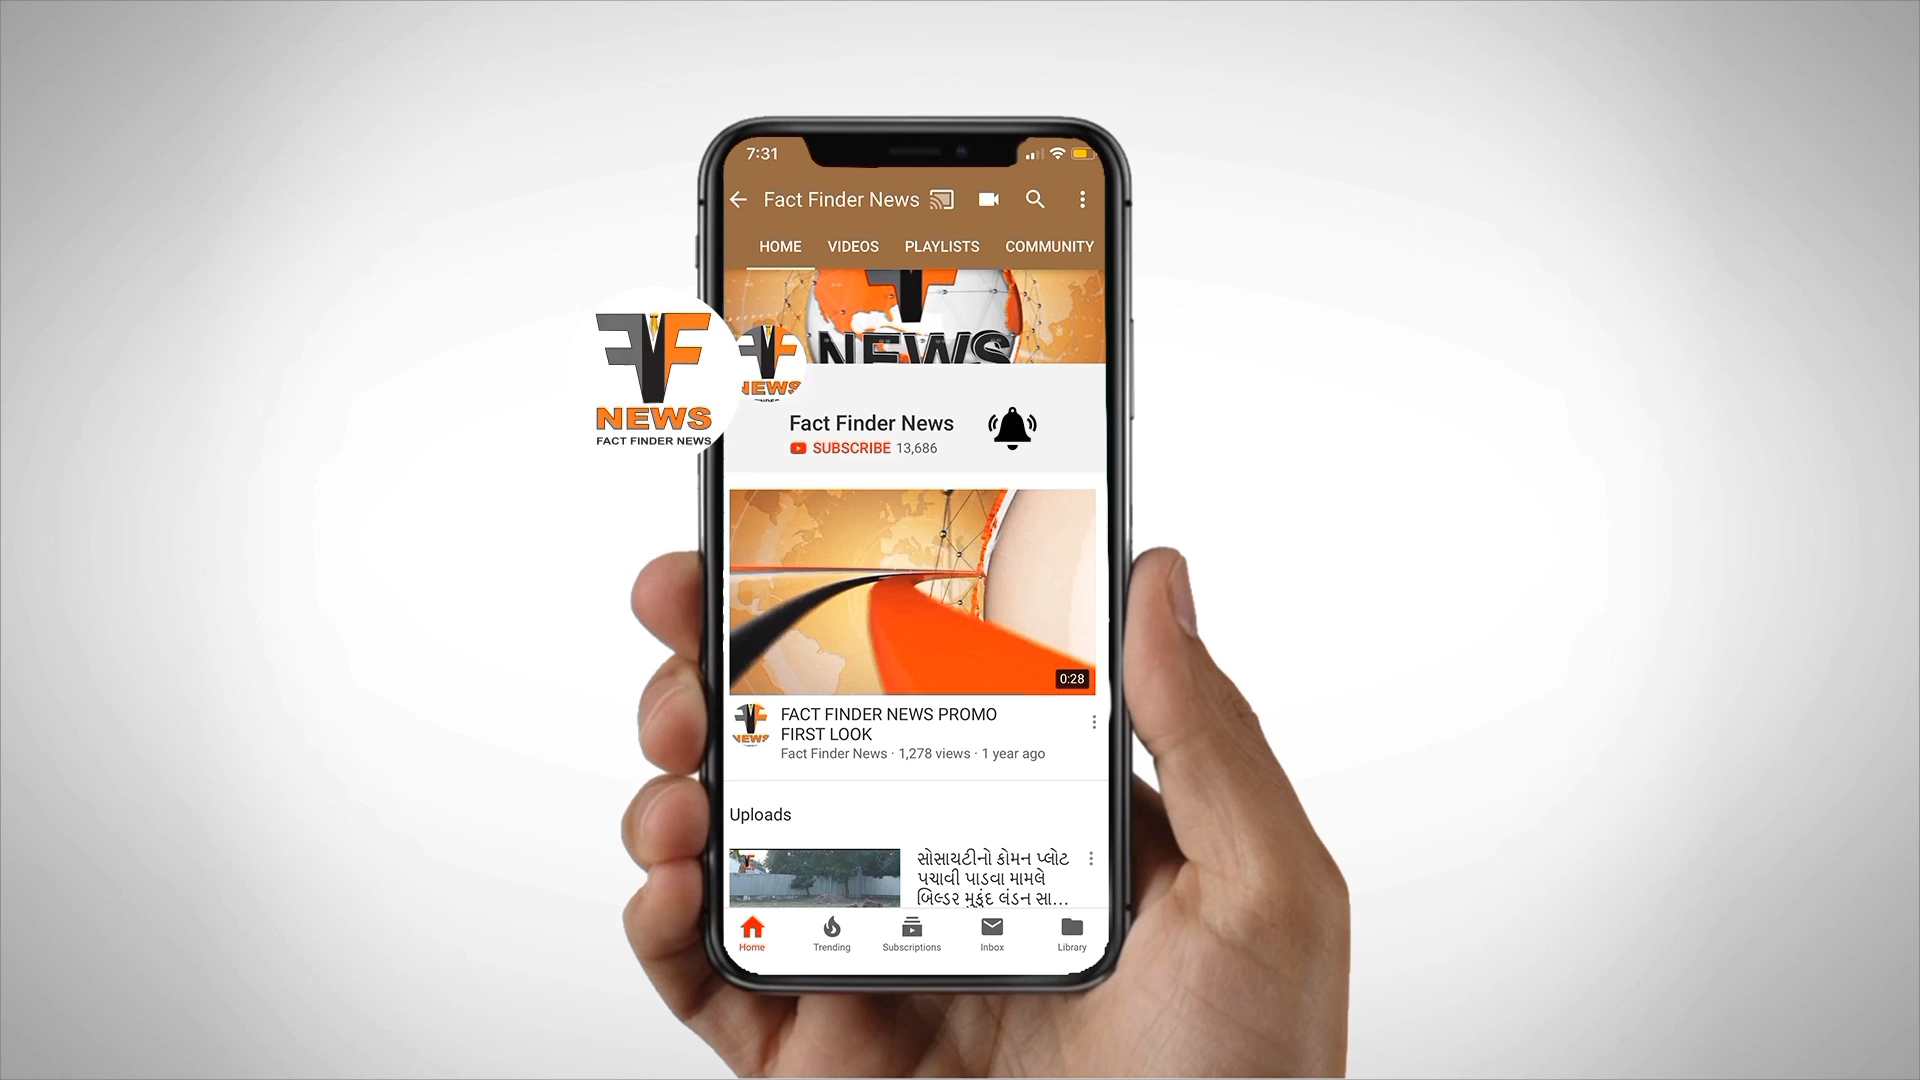 7:31
Fact Finder News
HOME VIDEOS PLAYLISTS COMMUNITY
NEWS
NEWS
FACT FINDER NEWS
NEWS
Fact Finder News
SUBSCRIBE 13,686
0:28
FACT FINDER NEWS PROMO
FIRST LOOK
NEWS
Fact Finder News · 1,278 views · 1 year ago
Uploads
સોસાયટીનો કોમન પ્લોટ
પચાવી પાડવા મામલે
બિલ્ડર મૂકુંદ લંડન સા...
Home Trending Subscriptions Inbox Library